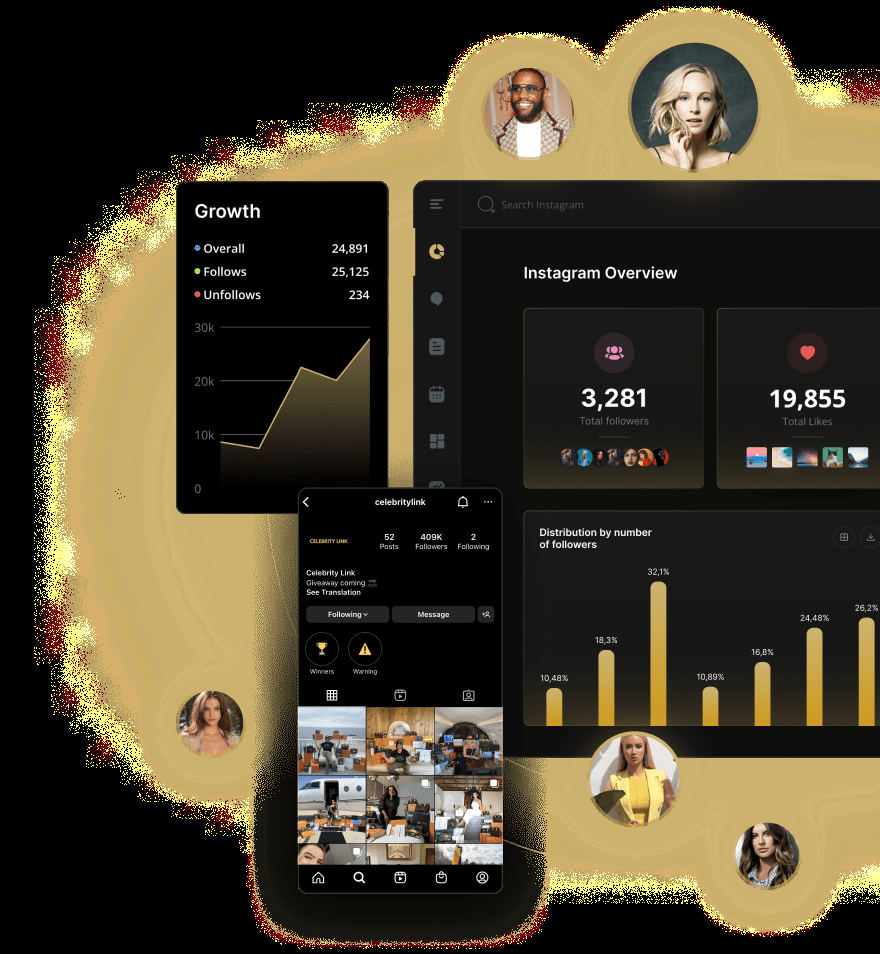 Growth
Overall 24,891
Follows 25,125
Unfollows 234
30k
20k
10k
0
Search Instagram
Instagram Overview
3,281
Total followers
19,855
Total Likes
Distribution by number
of followers
10,48%
18,3%
32,1%
10,89%
16,8%
24,48%
26,2%
celebritylink
CELEBRITY LINK
52 409K 2
Posts Followers Following
Celebrity Link
Giveaway coming
See Translation
Following Message
Winners Warning